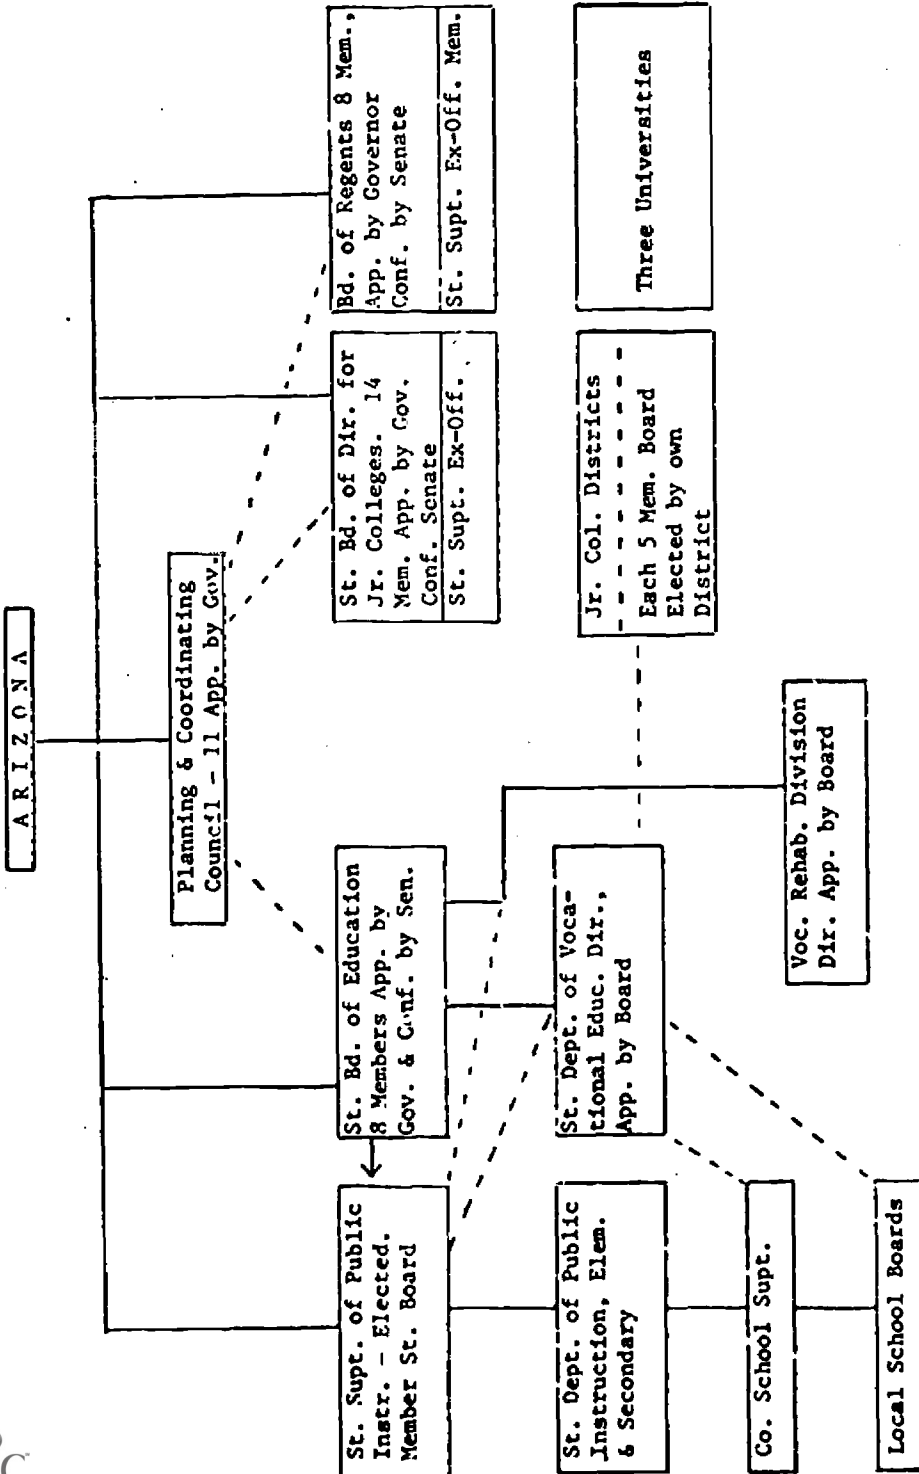 A R I Z O N A
Planning & Coordinating
Council - 11 App. by Gov.
St. Supt. of Public
Instr. - Elected.
Member St. Board
St. Bd. of Education
8 Members App. by
Gov. & Conf. by Sen.
St. Bd. of Dir. for
Jr. Colleges. 14
Mem. App. by Gov.
Conf. Senate
St. Supt. Ex-Off.
Bd. of Regents 8 Mem.,
App. by Governor
Conf. by Senate
St. Supt. Ex-Off. Mem.
St. Dept. of Public
Instruction, Elem.
& Secondary
St. Dept. of Voca-
tional Educ. Dir.,
App. by Board
Jr. Col. Districts
Each 5 Mem. Board
Elected by own
District
Three Universities
Co. School Supt.
Voc. Rehab. Division
Dir. App. by Board
Local School Boards